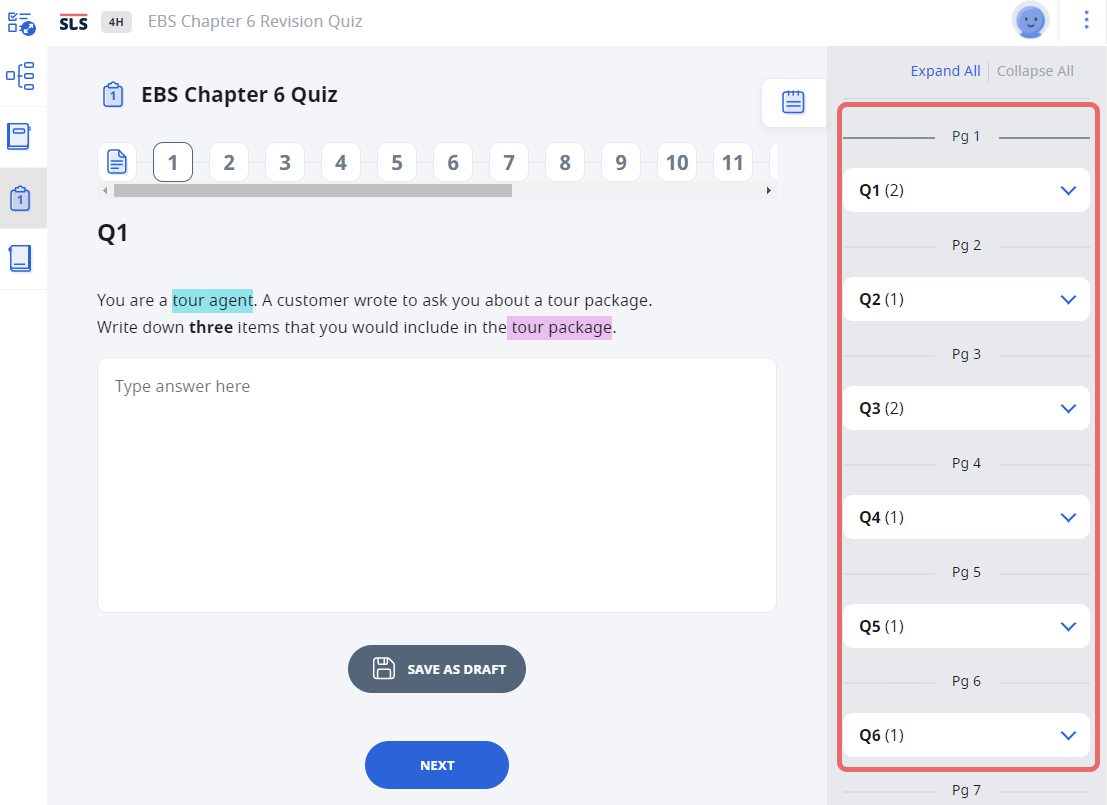 SLS 4H EBS Chapter 6 Revision Quiz
Expand All Collapse All
1 EBS Chapter 6 Quiz
1 2 3 4 5 6 7 8 9 10 11
1
Q1
You are a tour agent. A customer wrote to ask you about a tour package.
Write down three items that you would include in the tour package.
Type answer here
SAVE AS DRAFT
NEXT
Pg 1
Q1 (2)
Pg 2
Q2 (1)
Pg 3
Q3 (2)
Pg 4
Q4 (1)
Pg 5
Q5 (1)
Pg 6
Q6 (1)
Pg 7